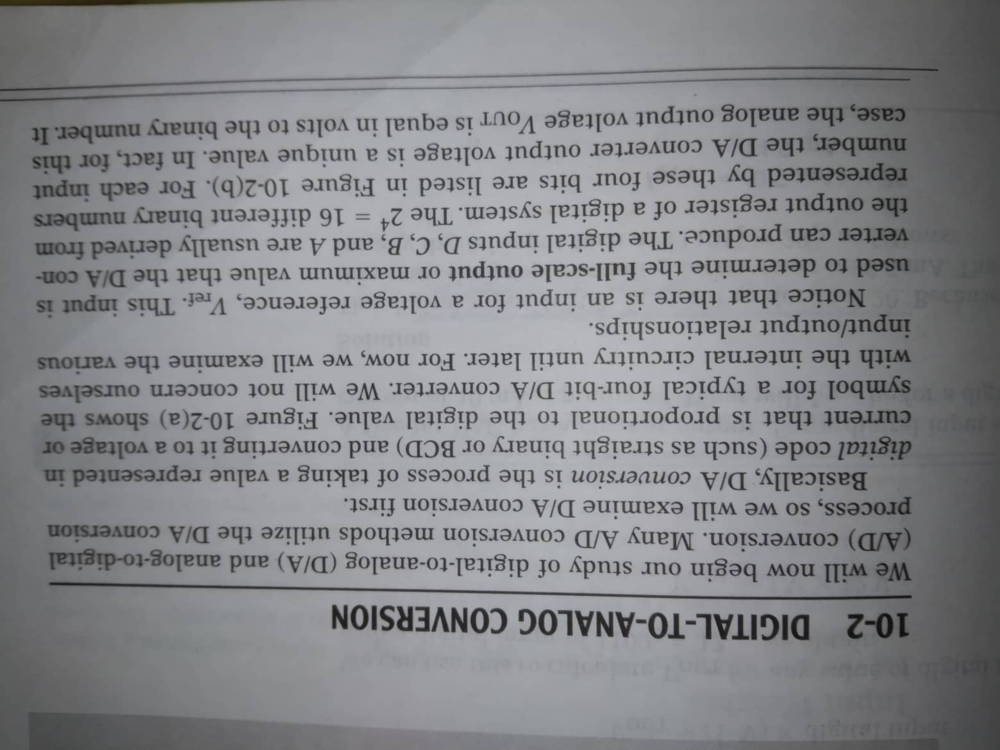 10-2 DIGITAL-TO-ANALOG CONVERSION
We will now begin our study of digital-to-analog (D/A) and analog-to-digital
(A/D) conversion. Many A/D conversion methods utilize the D/A conversion
process, so we will examine D/A conversion first.
Basically, D/A conversion is the process of taking a value represented in
digital code (such as straight binary or BCD) and converting it to a voltage or
current that is proportional to the digital value. Figure 10-2(a) shows the
symbol for a typical four-bit D/A converter. We will not concern ourselves
with the internal circuitry until later. For now, we will examine the various
input/output relationships.
Notice that there is an input for a voltage reference, Vref. This input is
used to determine the full-scale output or maximum value that the D/A con-
verter can produce. The digital inputs D, C, B, and A are usually derived from
the output register of a digital system. The 2⁴ = 16 different binary numbers
represented by these four bits are listed in Figure 10-2(b). For each input
number, the D/A converter output voltage is a unique value. In fact, for this
case, the analog output voltage VOUT is equal in volts to the binary number. It